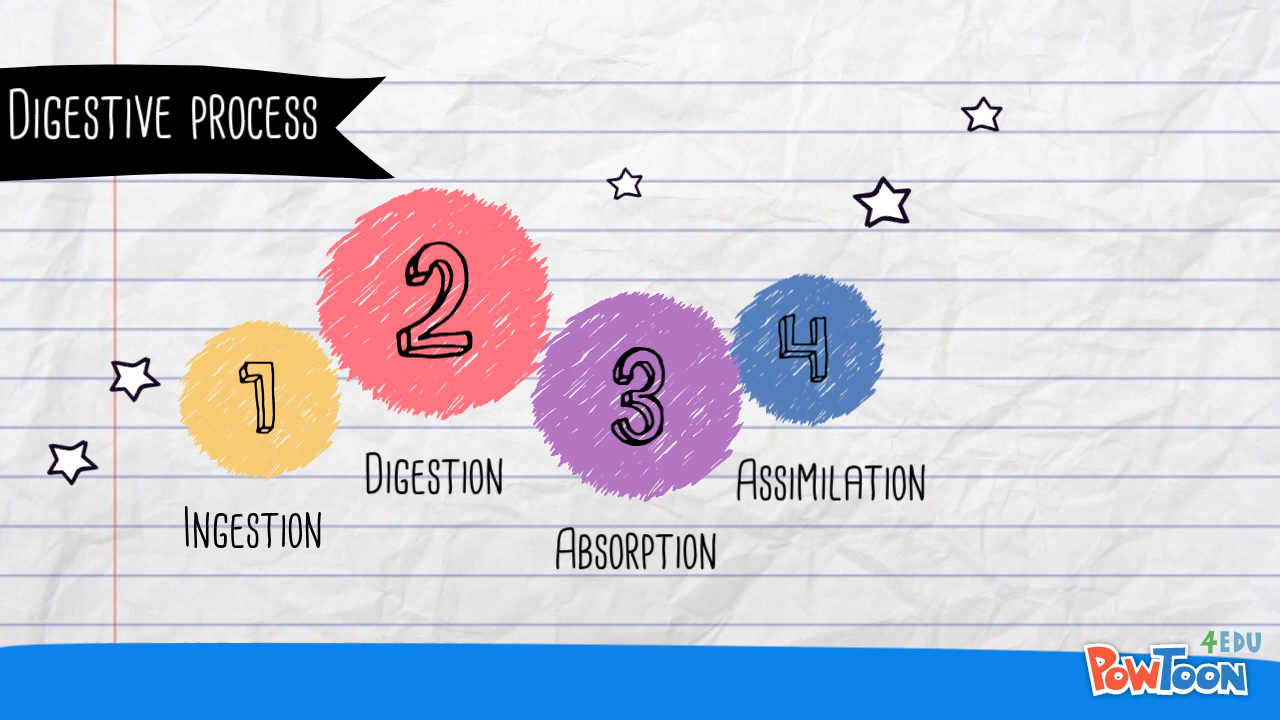 Digestive process
1
Ingestion
2
Digestion
3
Absorption
4
Assimilation
4EDU
PowToon